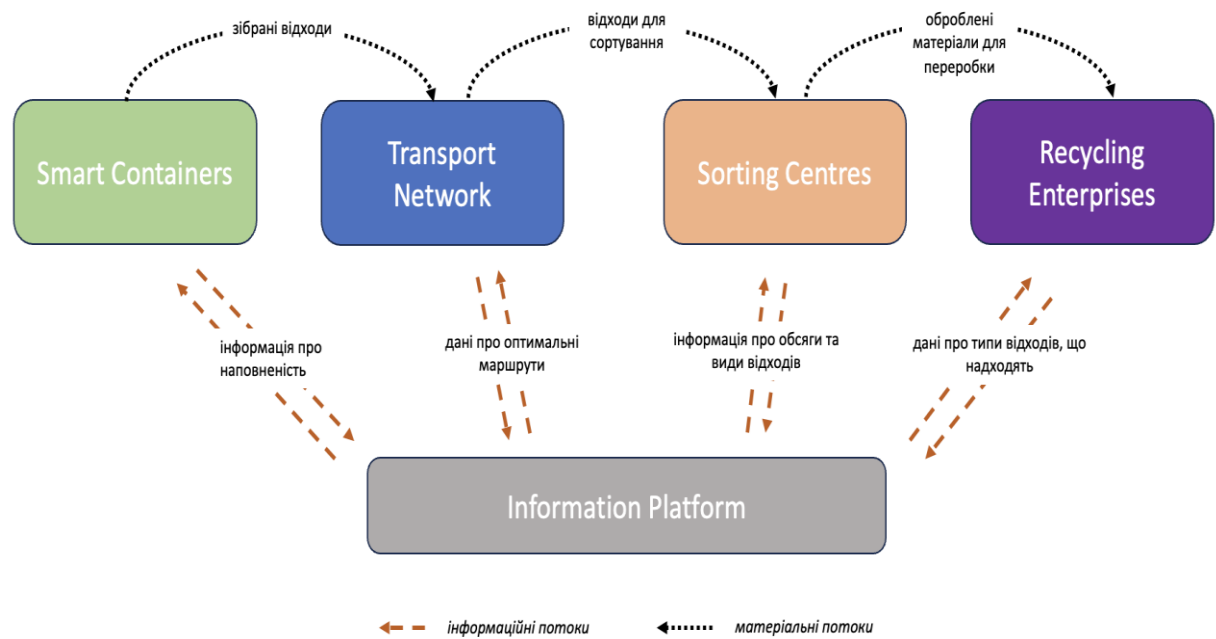 зібрані відходи
відходи для
сортування
оброблені
матеріали для
переробки
Smart Containers
Transport
Network
Sorting Centres
Recycling
Enterprises
інформація про
наповненість
дані про оптимальні
маршрути
інформація про обсяги та
види відходів
дані про типи відходів, що
надходять
Information Platform
інформаційні потоки
матеріальні потоки